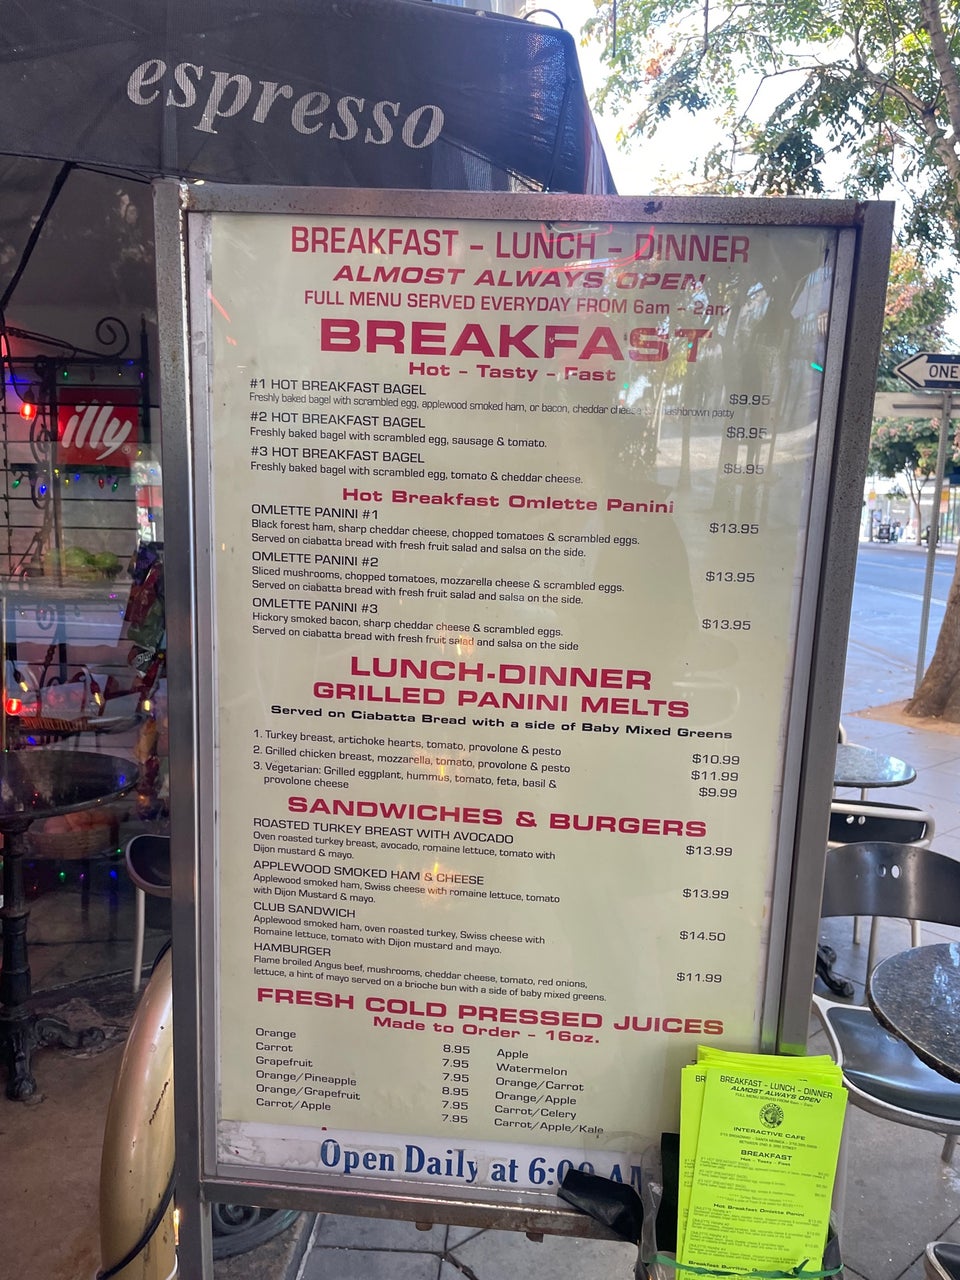 espresso
illy
ONE
BREAKFAST - LUNCH - DINNER
ALMOST ALWAYS OPEN
FULL MENU SERVED EVERYDAY FROM 6am - 2am
BREAKFAST
Hot - Tasty - Fast
#1 HOT BREAKFAST BAGEL $9.95
Freshly baked bagel with scrambled egg, applewood smoked ham, or bacon, cheddar cheese hashbrown patty
#2 HOT BREAKFAST BAGEL $8.95
Freshly baked bagel with scrambled egg, sausage & tomato.
#3 HOT BREAKFAST BAGEL $8.95
Freshly baked bagel with scrambled egg, tomato & cheddar cheese.
Hot Breakfast Omlette Panini
OMLETTE PANINI #1 $13.95
Black forest ham, sharp cheddar cheese, chopped tomatoes & scrambled eggs.
Served on ciabatta bread with fresh fruit salad and salsa on the side.
OMLETTE PANINI #2 $13.95
Sliced mushrooms, chopped tomatoes, mozzarella cheese & scrambled eggs.
Served on ciabatta bread with fresh fruit salad and salsa on the side.
OMLETTE PANINI #3 $13.95
Hickory smoked bacon, sharp cheddar cheese & scrambled eggs.
Served on ciabatta bread with fresh fruit salad and salsa on the side
LUNCH-DINNER
GRILLED PANINI MELTS
Served on Ciabatta Bread with a side of Baby Mixed Greens
1. Turkey breast, artichoke hearts, tomato, provolone & pesto $10.99
2. Grilled chicken breast, mozzarella, tomato, provolone & pesto $11.99
3. Vegetarian: Grilled eggplant, hummus, tomato, feta, basil & $9.99
provolone cheese
SANDWICHES & BURGERS
ROASTED TURKEY BREAST WITH AVOCADO $13.99
Oven roasted turkey breast, avocado, romaine lettuce, tomato with
Dijon mustard & mayo.
APPLEWOOD SMOKED HAM & CHEESE $13.99
Applewood smoked ham, Swiss cheese with romaine lettuce, tomato
with Dijon Mustard & mayo.
CLUB SANDWICH $14.50
Applewood smoked ham, oven roasted turkey, Swiss cheese with
Romaine lettuce, tomato with Dijon mustard and mayo.
HAMBURGER $11.99
Flame broiled Angus beef, mushrooms, cheddar cheese, tomato, red onions,
lettuce, a hint of mayo served on a brioche bun with a side of baby mixed greens.
FRESH COLD PRESSED JUICES
Made to Order - 16oz.
Orange 8.95 Apple
Carrot 7.95 Watermelon
Grapefruit 7.95 Orange/Carrot
Orange/Pineapple 8.95 Orange/Apple
Orange/Grapefruit 7.95 Carrot/Celery
Carrot/Apple 7.95 Carrot/Apple/Kale
Open Daily at 6:00 AM
BREAKFAST - LUNCH - DINNER
ALMOST ALWAYS OPEN
INTERACTIVE CAFE
BREAKFAST
Hot - Tasty - Fast
Hot Breakfast Omlette Panini